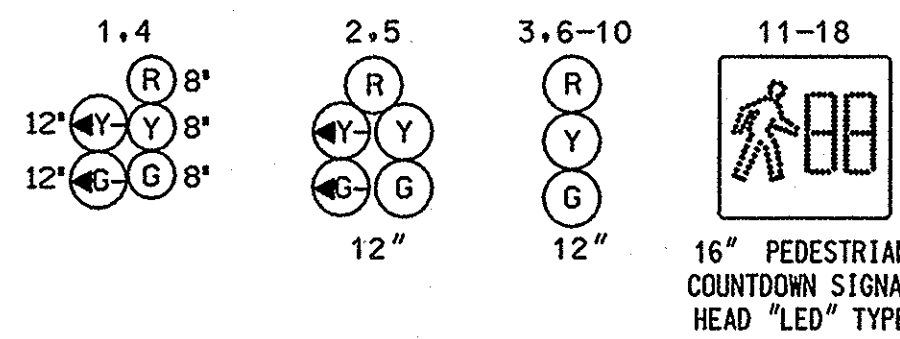 1,4 2,5 3,6-10 11-18
R 8" R R
12" Y Y 8" Y Y Y
12" G G 8" G G G
12" 12" 16" PEDESTRIAN
COUNTDOWN SIGNA
HEAD "LED" TYPE